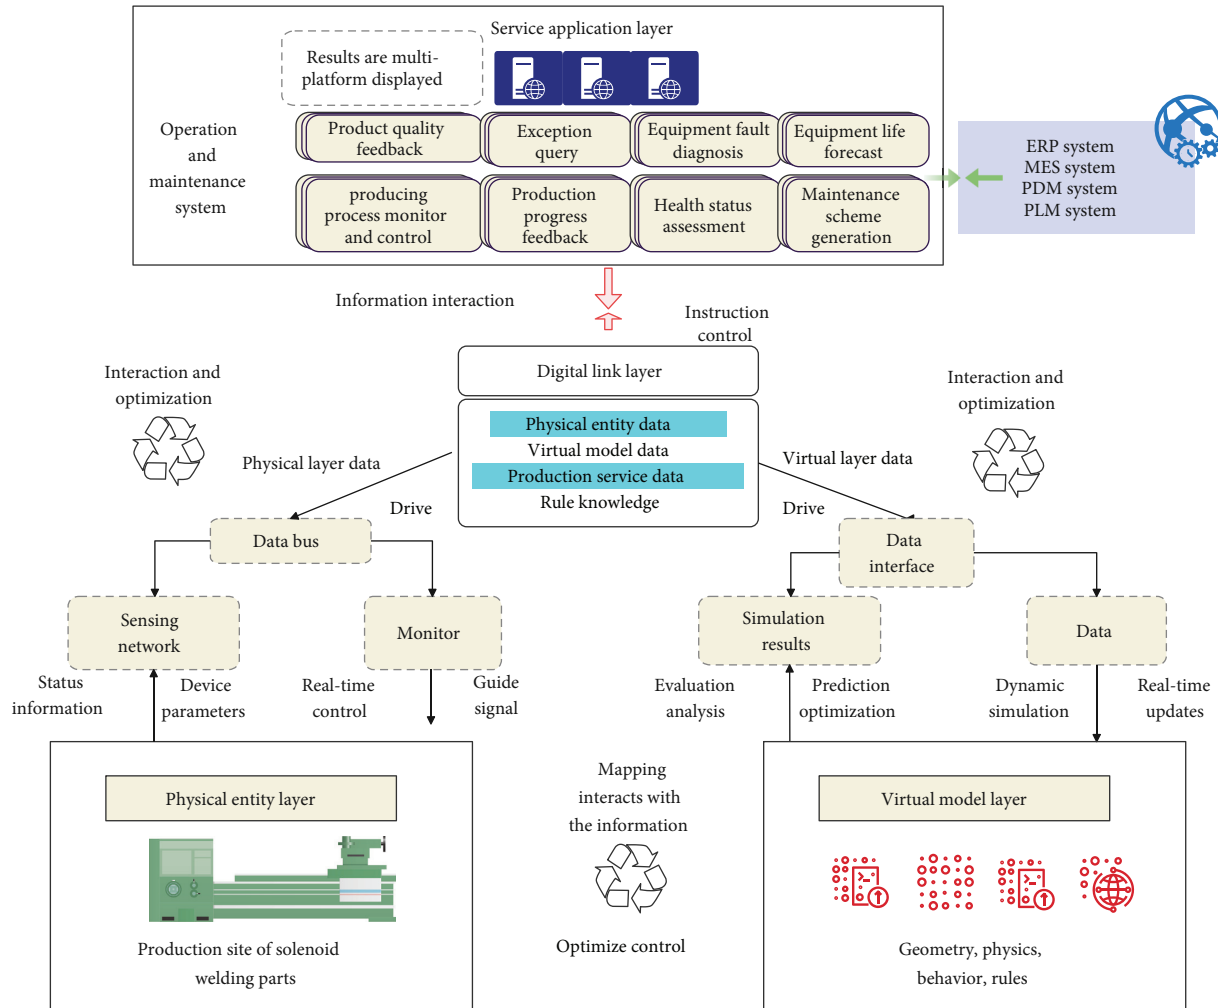 Service application layer
Results are multi-
platform displayed
Operation
and
maintenance
system
Product quality
feedback
Exception
query
Equipment fault
diagnosis
Equipment life
forecast
producing
process monitor
and control
Production
progress
feedback
Health status
assessment
Maintenance
scheme
generation
ERP system
MES system
PDM system
PLM system
Information interaction
Instruction
control
Digital link layer
Physical entity data
Virtual model data
Production service data
Rule knowledge
Interaction and
optimization
Interaction and
optimization
Physical layer data
Drive
Virtual layer data
Drive
Data bus
Data
interface
Sensing
network
Monitor
Simulation
results
Data
Status
information
Device
parameters
Real-time
control
Guide
signal
Evaluation
analysis
Prediction
optimization
Dynamic
simulation
Real-time
updates
Physical entity layer
Production site of solenoid
welding parts
Mapping
interacts with
the information
Optimize control
Virtual model layer
Geometry, physics,
behavior, rules